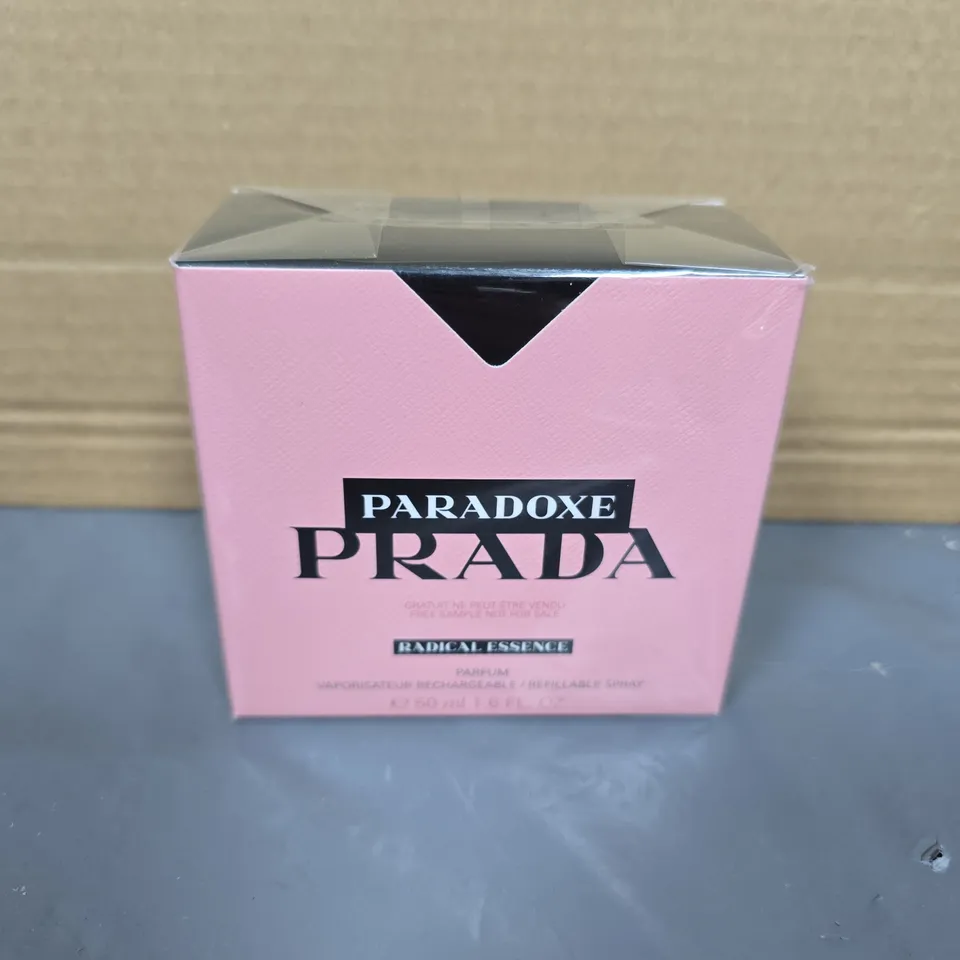 PARADOXE
PRADA
GRATUIT NE PEUT ÊTRE VENDU
FREE SAMPLE NOT FOR SALE
RADICAL ESSENCE
PARFUM
VAPORISATEUR RECHARGEABLE / REFILLABLE SPRAY
50 ml 1.6 FL. OZ